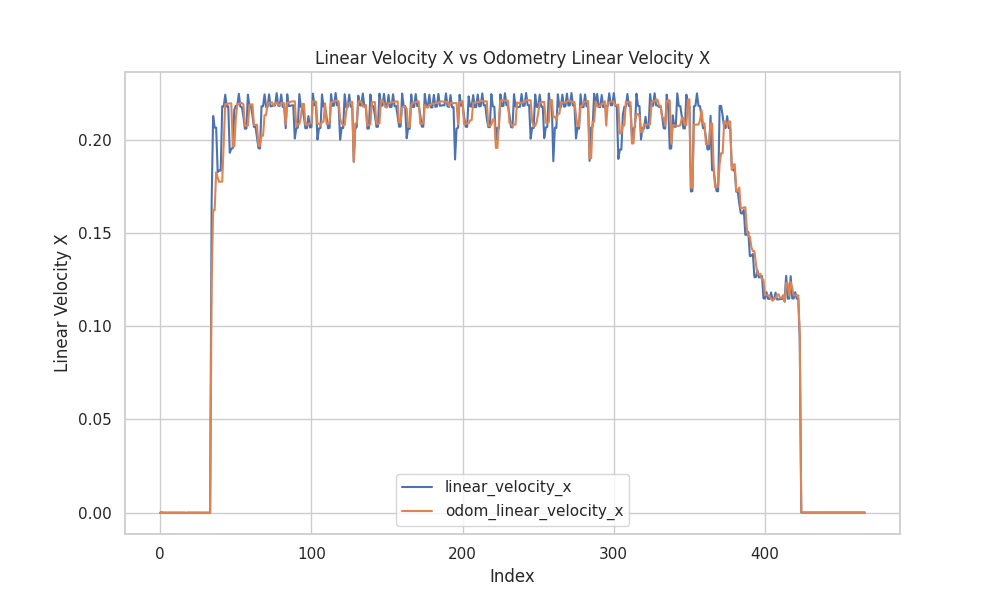 Linear Velocity X vs Odometry Linear Velocity X
0.20
0.15
0.10
0.05
0.00
Linear Velocity X
linear_velocity_x
odom_linear_velocity_x
0 100 200 300 400
Index